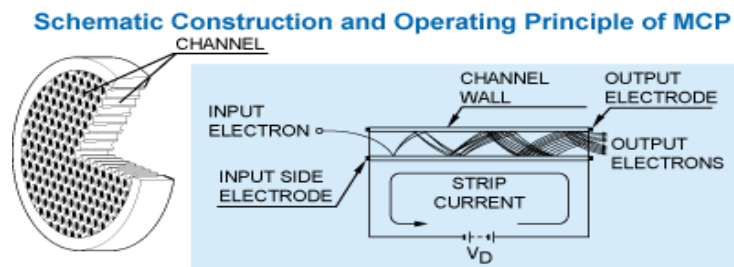 Schematic Construction and Operating Principle of MCP
CHANNEL
CHANNEL
WALL
OUTPUT
ELECTRODE
INPUT
ELECTRON
OUTPUT
ELECTRONS
INPUT SIDE
ELECTRODE
STRIP
CURRENT
VD